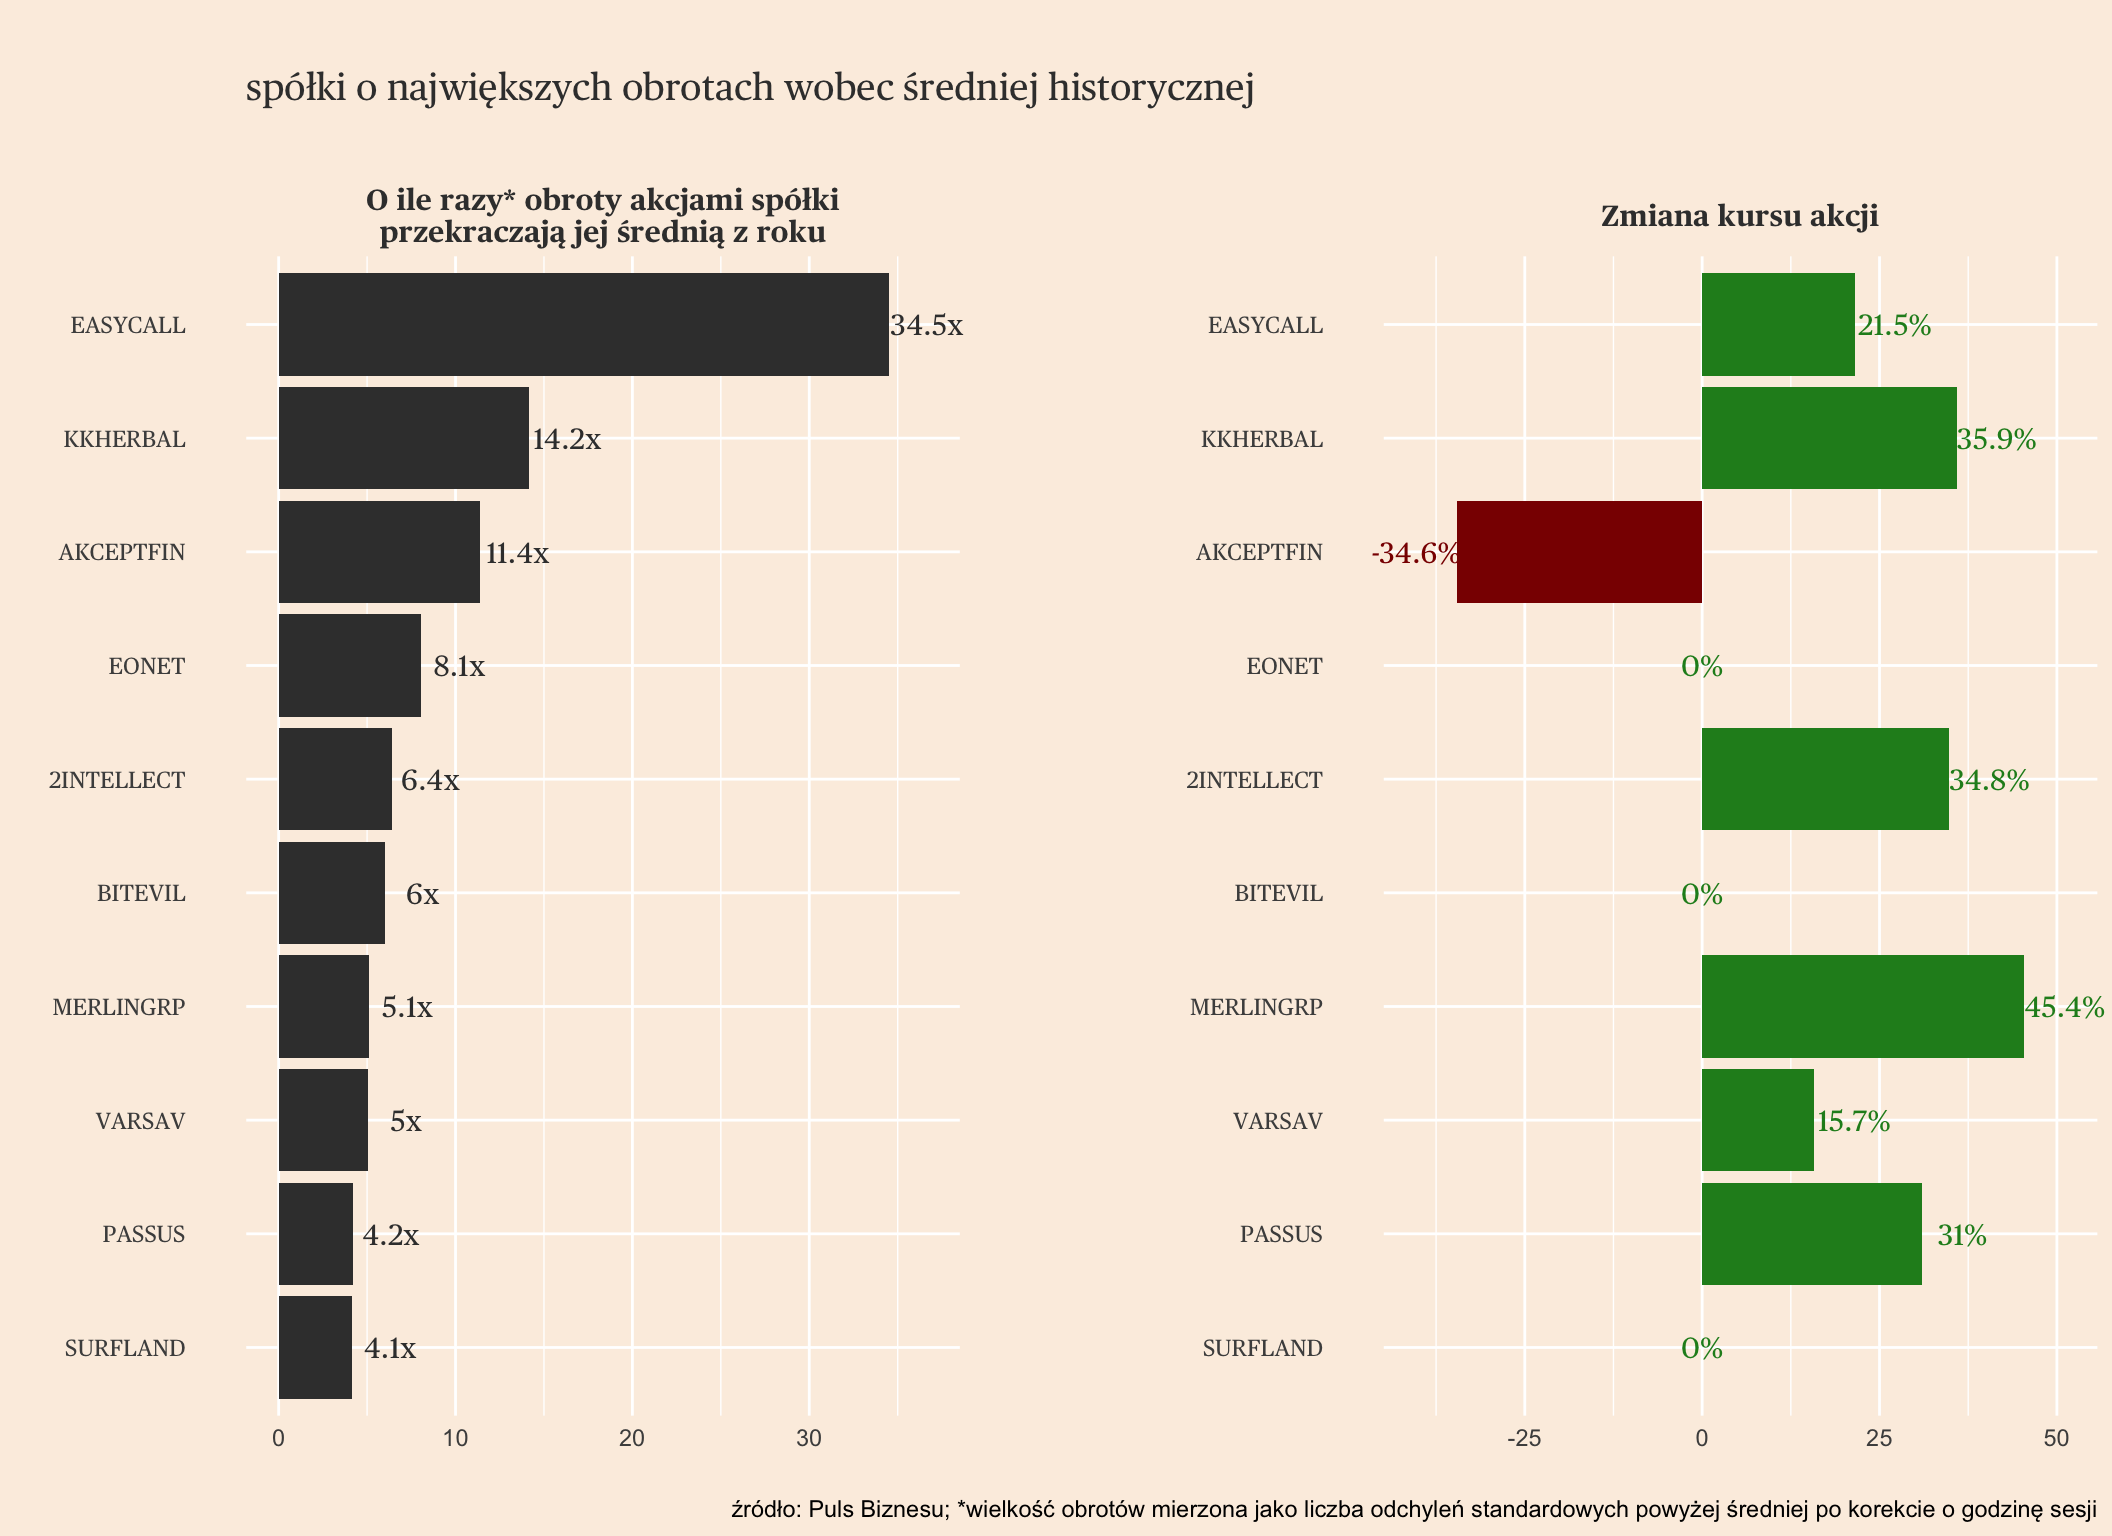 spółki o największych obrotach wobec średniej historycznej
O ile razy* obroty akcjami spółki
przekraczają jej średnią z roku
EASYCALL 34.5x
KKHERBAL 14.2x
AKCEPTFIN 11.4x
EONET 8.1x
2INTELLECT 6.4x
BITEVIL 6x
MERLINGRP 5.1x
VARSAV 5x
PASSUS 4.2x
SURFLAND 4.1x
0 10 20 30
Zmiana kursu akcji
EASYCALL 21.5%
KKHERBAL 35.9%
AKCEPTFIN -34.6%
EONET 0%
2INTELLECT 34.8%
BITEVIL 0%
MERLINGRP 45.4%
VARSAV 15.7%
PASSUS 31%
SURFLAND 0%
-25 0 25 50
źródło: Puls Biznesu; *wielkość obrotów mierzona jako liczba odchyleń standardowych powyżej średniej po korekcie o godzinę sesji